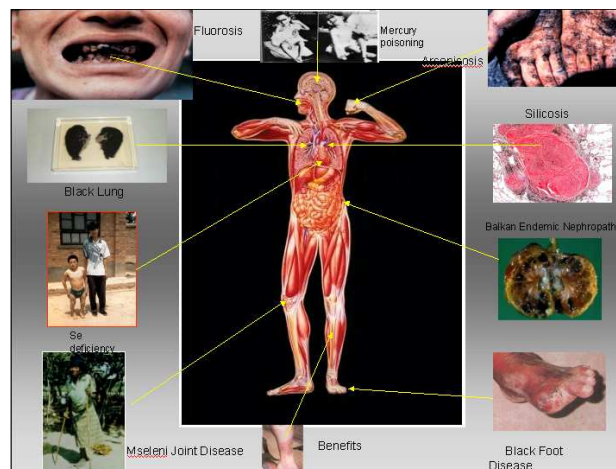 Fluorosis
Mercury
poisoning
Arsenicosis
Silicosis
Black Lung
Balkan Endemic Nephropath
Se
deficiency
Mseleni Joint Disease
Benefits
Black Foot
Disease